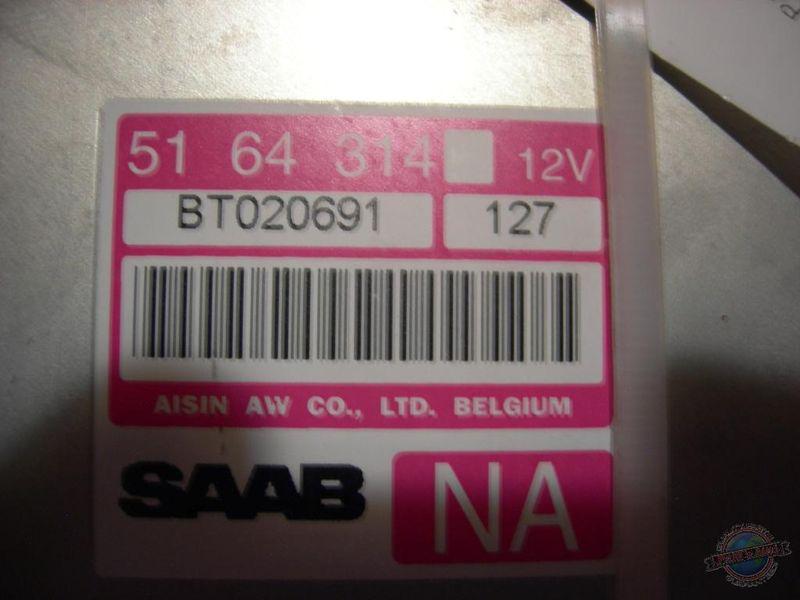 51 64 314 12V
BT020691 127
AISIN AW CO., LTD. BELGIUM
SAAB NA